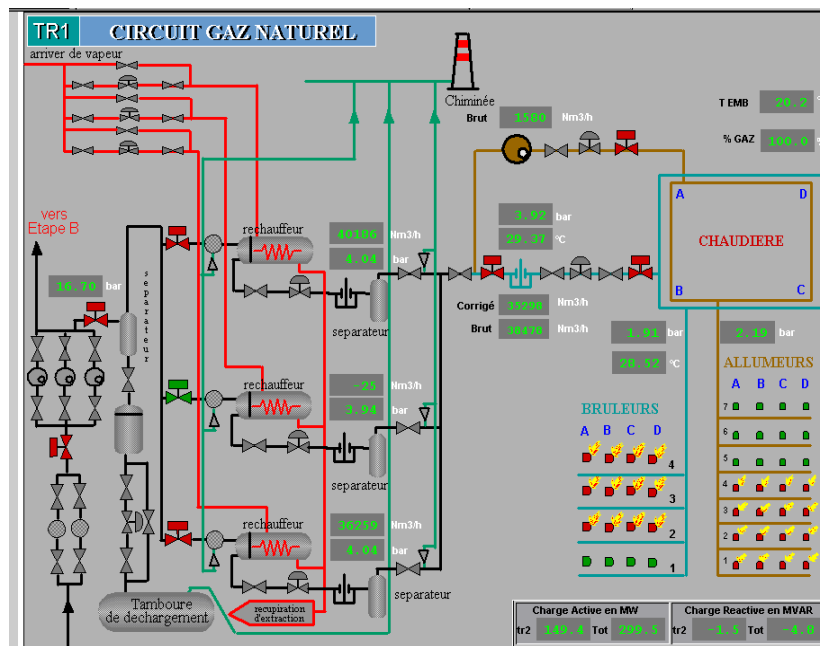 TR1 CIRCUIT GAZ NATUREL
arriver de vapeur
Chiminée
Brut 1580 Nm3/h
T EMB 20.2
% GAZ 100.0
A D
CHAUDIERE
B C
vers
Etape B
16.70 bar
separateur
rechauffeur
40186 Nm3/h
4.04 bar
separateur
3.92 bar
29.37 °C
Corrigé 35298 Nm3/h
Brut 38478 Nm3/h
1.91 bar
28.52 °C
2.19 bar
rechauffeur
-25 Nm3/h
3.94 bar
separateur
rechauffeur
36259 Nm3/h
4.04 bar
separateur
BRULEURS
A B C D
4
3
2
1
ALLUMEURS
A B C D
7
6
5
4
3
2
1
Tamboure
de dechargement
recupiration
d'extraction
Charge Active en MW
tr2 149.4 Tot 299.5
Charge Reactive en MVAR
tr2 -1.5 Tot -4.8